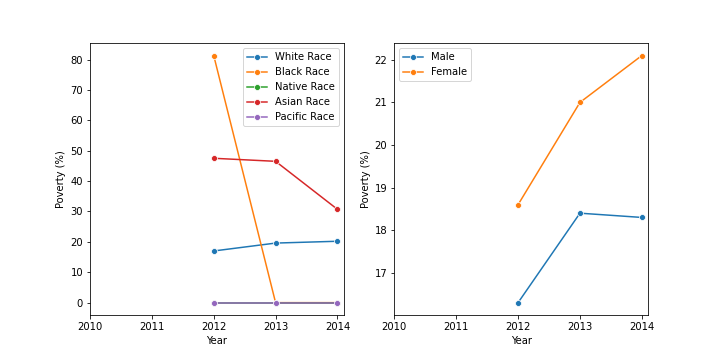 80
70
60
50
40
30
20
10
0
Poverty (%)
2010 2011 2012 2013 2014
Year
White Race
Black Race
Native Race
Asian Race
Pacific Race
22
21
20
19
18
17
Poverty (%)
2010 2011 2012 2013 2014
Year
Male
Female